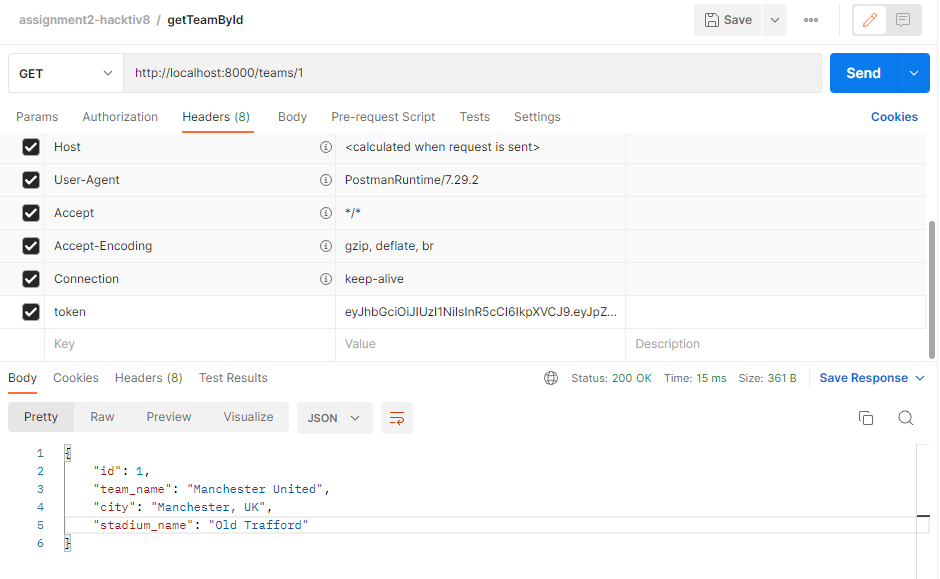 assignment2-hacktiv8 / getTeamById Save
GET http://localhost:8000/teams/1 Send
Params Authorization Headers (8) Body Pre-request Script Tests Settings Cookies
Host <calculated when request is sent>
User-Agent PostmanRuntime/7.29.2
Accept */*
Accept-Encoding gzip, deflate, br
Connection keep-alive
token eyJhbGciOiJIUzI1NiIsInR5cCI6IkpXVCJ9.eyJpZ...
Key Value Description
Body Cookies Headers (8) Test Results Status: 200 OK Time: 15 ms Size: 361 B Save Response
Pretty Raw Preview Visualize JSON
1 {
2 "id": 1,
3 "team_name": "Manchester United",
4 "city": "Manchester, UK",
5 "stadium_name": "Old Trafford"
6 }